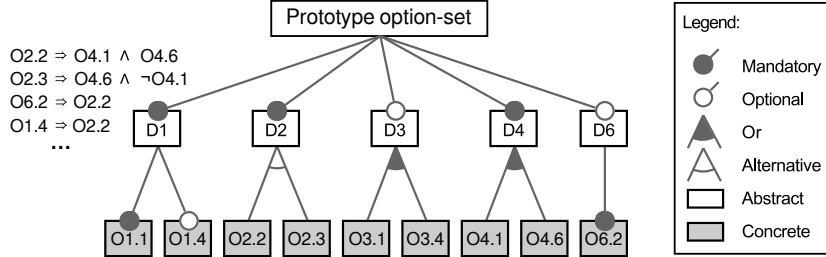 Prototype option-set
O2.2 ⇒ O4.1 ∧ O4.6
O2.3 ⇒ O4.6 ∧ ¬O4.1
O6.2 ⇒ O2.2
O1.4 ⇒ O2.2
...
D1 D2 D3 D4 D6
O1.1 O1.4 O2.2 O2.3 O3.1 O3.4 O4.1 O4.6 O6.2
Legend:
Mandatory
Optional
Or
Alternative
Abstract
Concrete